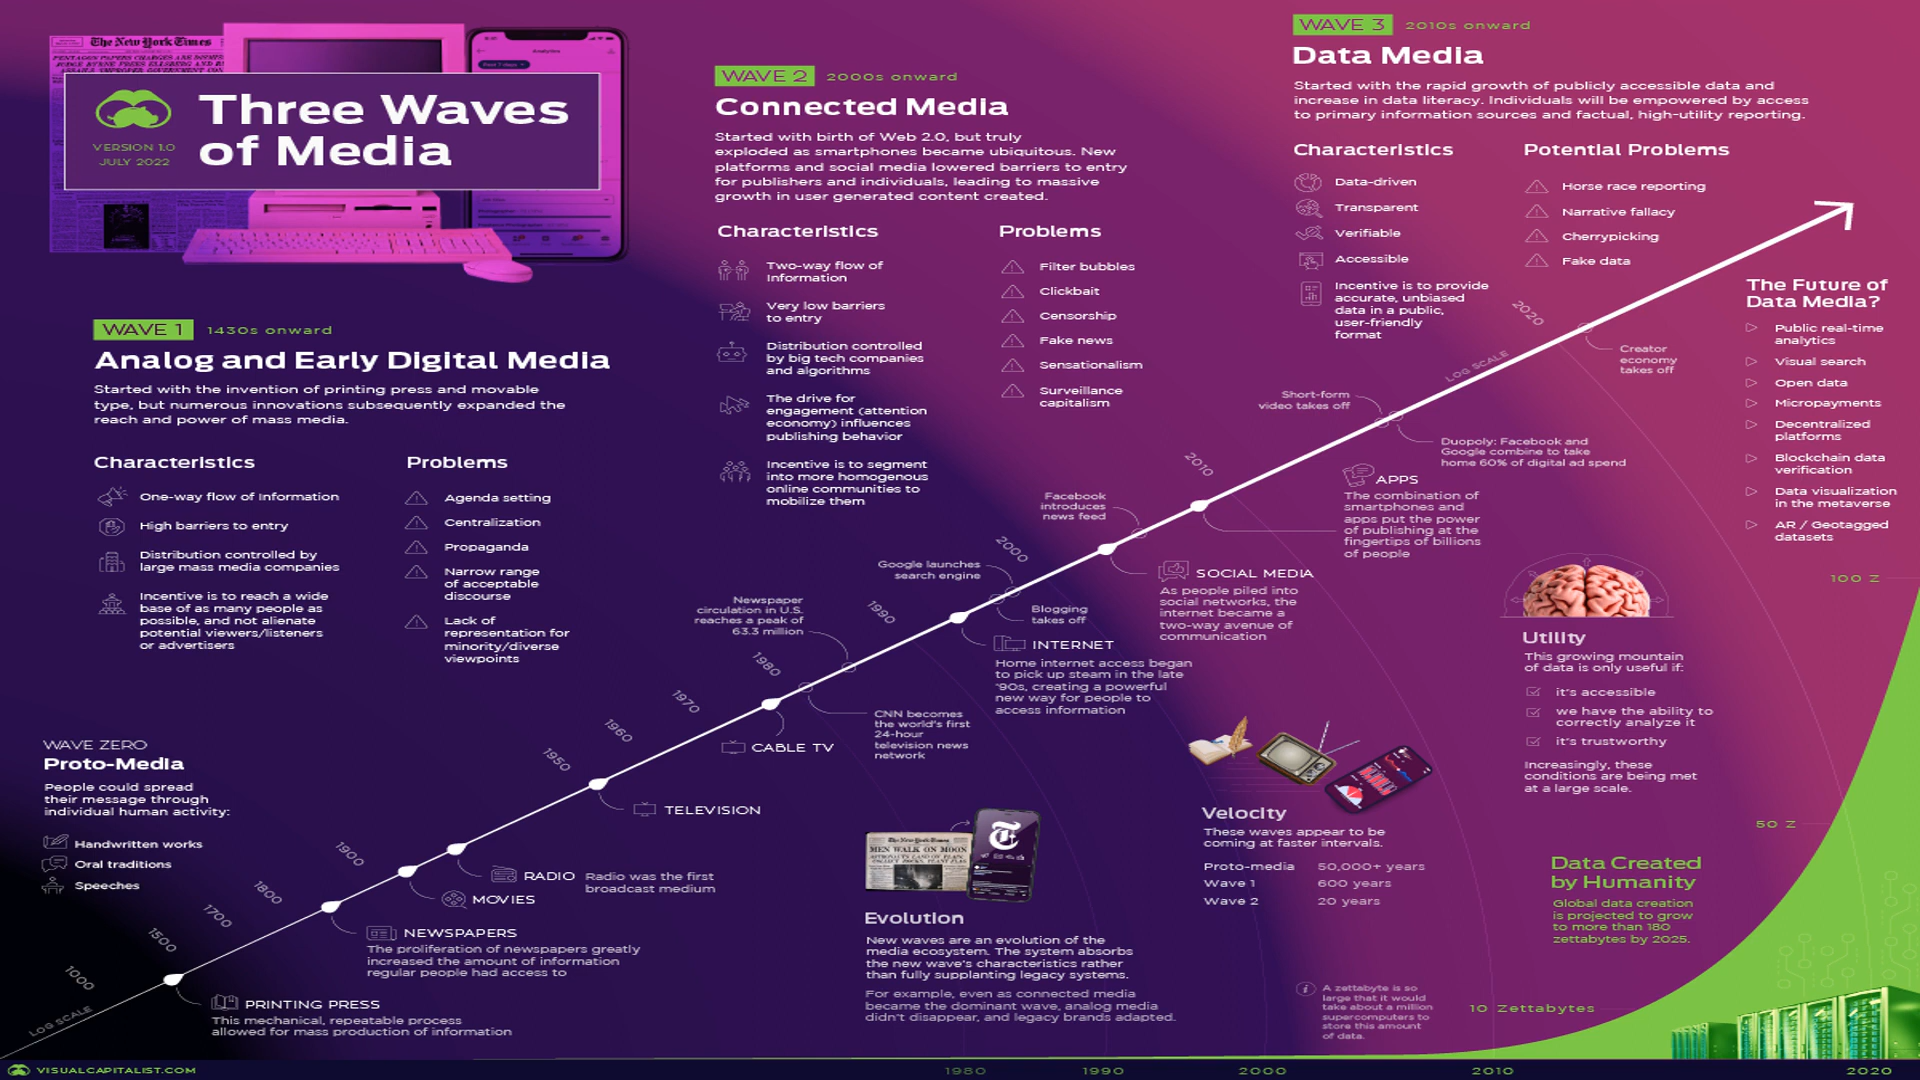 The New York Times
Three Waves
of Media
VERSION 1.0
JULY 2022
WAVE 1 1430s onward
Analog and Early Digital Media
Started with the invention of printing press and movable
type, but numerous innovations subsequently expanded the
reach and power of mass media.
Characteristics
One-way flow of Information
High barriers to entry
Distribution controlled by
large mass media companies
Incentive is to reach a wide
base of as many people as
possible, and not alienate
potential viewers/listeners
or advertisers
Problems
Agenda setting
Centralization
Propaganda
Narrow range
of acceptable
discourse
Lack of
representation for
minority/diverse
viewpoints
WAVE 2 2000s onward
Connected Media
Started with birth of Web 2.0, but truly
exploded as smartphones became ubiquitous. New
platforms and social media lowered barriers to entry
for publishers and individuals, leading to massive
growth in user generated content created.
Characteristics
Two-way flow of
Information
Very low barriers
to entry
Distribution controlled
by big tech companies
and algorithms
The drive for
engagement (attention
economy) influences
publishing behavior
Incentive is to segment
into more homogenous
online communities to
mobilize them
Problems
Filter bubbles
Clickbait
Censorship
Fake news
Sensationalism
Surveillance
capitalism
WAVE 3 2010s onward
Data Media
Started with the rapid growth of publicly accessible data and
increase in data literacy. Individuals will be empowered by access
to primary information sources and factual, high-utility reporting.
Characteristics
Data-driven
Transparent
Verifiable
Accessible
Incentive is to provide
accurate, unbiased
data in a public,
user-friendly
format
Potential Problems
Horse race reporting
Narrative fallacy
Cherrypicking
Fake data
The Future of
Data Media?
Public real-time
analytics
Visual search
Open data
Micropayments
Decentralized
platforms
Blockchain data
verification
Data visualization
in the metaverse
AR / Geotagged
datasets
WAVE ZERO
Proto-Media
People could spread
their message through
individual human activity:
Handwritten works
Oral traditions
Speeches
LOG SCALE
1000
1500
1700
1800
1900
1950
1960
1970
1980
1990
2000
2010
LOG SCALE
2020
PRINTING PRESS
This mechanical, repeatable process
allowed for mass production of information
NEWSPAPERS
The proliferation of newspapers greatly
increased the amount of information
regular people had access to
MOVIES
RADIO Radio was the first
broadcast medium
TELEVISION
CABLE TV
CNN becomes
the world's first
24-hour
television news
network
Newspaper
circulation in U.S.
reaches a peak of
63.3 million
INTERNET
Home internet access began
to pick up steam in the late
'90s, creating a powerful
new way for people to
access information
Google launches
search engine
Blogging
takes off
SOCIAL MEDIA
As people piled into
social networks, the
internet became a
two-way avenue of
communication
Facebook
introduces
news feed
APPS
The combination of
smartphones and
apps put the power
of publishing at the
fingertips of billions
of people
Short-form
video takes off
Duopoly: Facebook and
Google combine to take
home 60% of digital ad spend
Creator
economy
takes off
The New York Times
MEN WALK ON MOON
Evolution
New waves are an evolution of the
media ecosystem. The system absorbs
the new wave's characteristics rather
than fully supplanting legacy systems.
For example, even as connected media
became the dominant wave, analog media
didn't disappear, and legacy brands adapted.
Velocity
These waves appear to be
coming at faster intervals.
Proto-media 50,000+ years
Wave 1 600 years
Wave 2 20 years
Utility
This growing mountain
of data is only useful if:
it's accessible
we have the ability to
correctly analyze it
it's trustworthy
Increasingly, these
conditions are being met
at a large scale.
Data Created
by Humanity
Global data creation
is projected to grow
to more than 180
zettabytes by 2025.
A zettabyte is so
large that it would
take about a million
supercomputers to
store this amount
of data.
100 Z
50 Z
10 Zettabytes
VISUALCAPITALIST.COM
1980 1990 2000 2010 2020